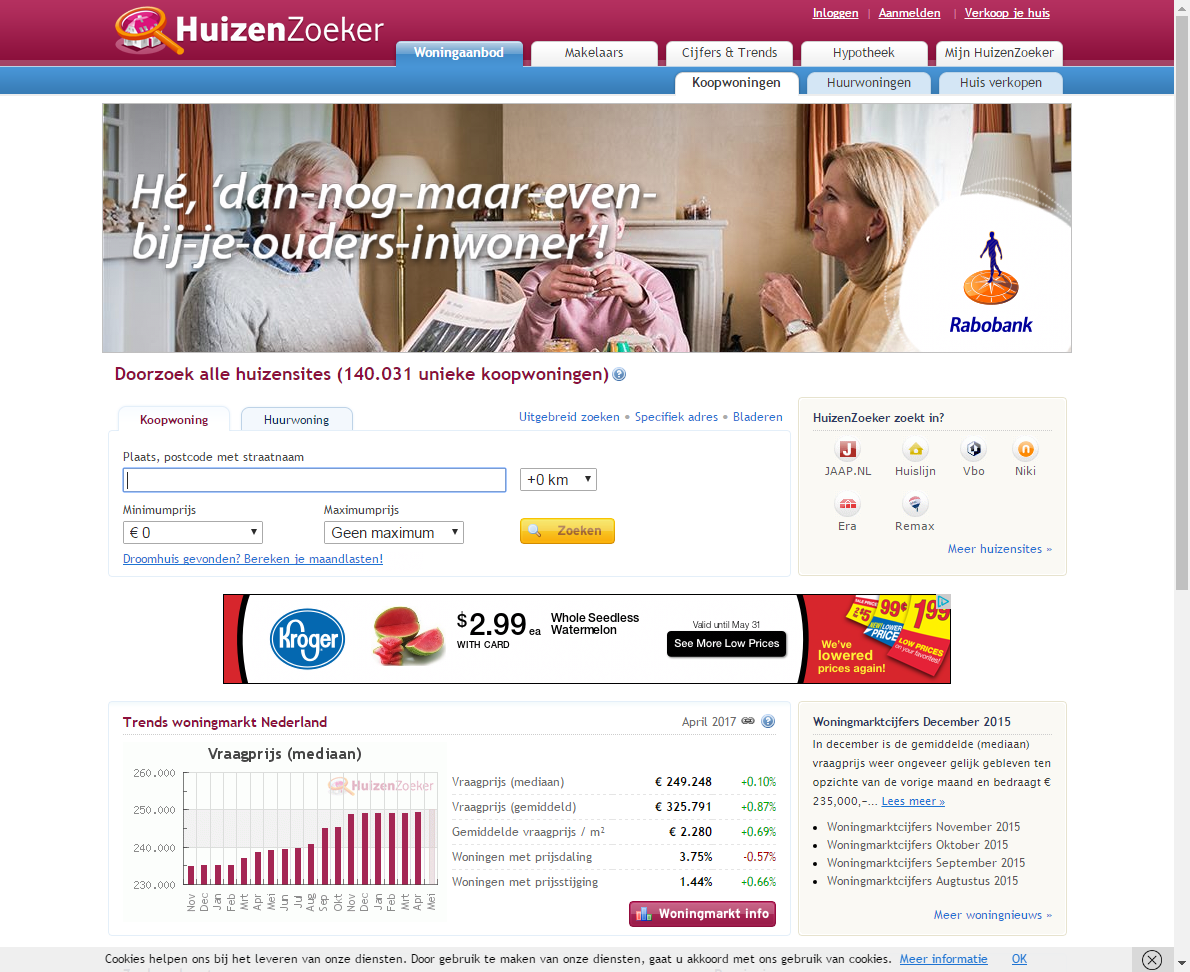 Inloggen | Aanmelden | Verkoop je huis
HuizenZoeker
Woningaanbod Makelaars Cijfers & Trends Hypotheek Mijn HuizenZoeker
Koopwoningen Huurwoningen Huis verkopen
Hé, 'dan-nog-maar-even-
bij-je-ouders-inwoner'!
Rabobank
Doorzoek alle huizensites (140.031 unieke koopwoningen)
Koopwoning Huurwoning
Uitgebreid zoeken • Specifiek adres • Bladeren
Plaats, postcode met straatnaam
+0 km
Minimumprijs Maximumprijs
€ 0 Geen maximum Zoeken
Droomhuis gevonden? Bereken je maandlasten!
HuizenZoeker zoekt in?
JAAP.NL Huislijn Vbo Niki
Era Remax
Meer huizensites »
Kroger
$2.99 ea
WITH CARD
Whole Seedless
Watermelon
Valid until May 31
See More Low Prices
We've
lowered
prices again!
2 for $5
99¢
1.99
NEW! LOWER
PRICE
LOW PRICES
on your favorites!
Trends woningmarkt Nederland
April 2017
Vraagprijs (mediaan)
HuizenZoeker
260.000
250.000
240.000
230.000
Nov Dec Jan Feb Mrt Apr Mei Jun Jul Aug Sep Okt Nov Dec Jan Feb Mrt Apr Mei
Vraagprijs (mediaan) € 249.248 +0.10%
Vraagprijs (gemiddeld) € 325.791 +0.87%
Gemiddelde vraagprijs / m² € 2.280 +0.69%
Woningen met prijsdaling 3.75% -0.57%
Woningen met prijsstijging 1.44% +0.66%
Woningmarkt info
Woningmarktcijfers December 2015
In december is de gemiddelde (mediaan)
vraagprijs weer ongeveer gelijk gebleven ten
opzichte van de vorige maand en bedraagt €
235,000,-... Lees meer »
• Woningmarktcijfers November 2015
• Woningmarktcijfers Oktober 2015
• Woningmarktcijfers September 2015
• Woningmarktcijfers Augtustus 2015
Meer woningnieuws »
Cookies helpen ons bij het leveren van onze diensten. Door gebruik te maken van onze diensten, gaat u akkoord met ons gebruik van cookies. Meer informatie OK